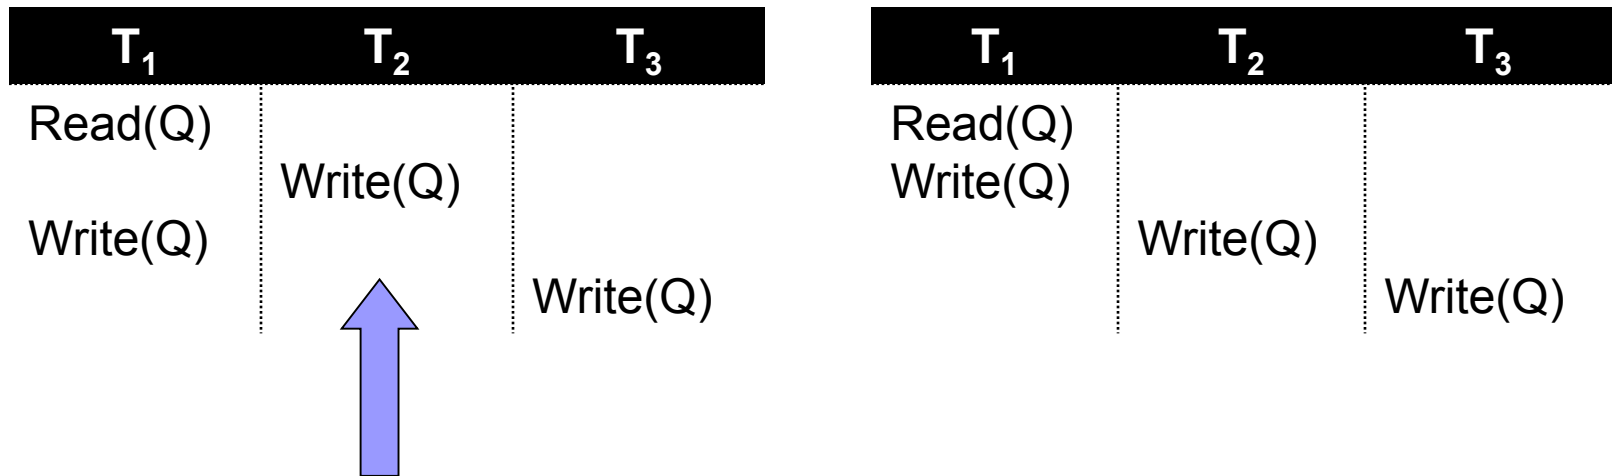 T₁ T₂ T₃
Read(Q)
Write(Q)
Write(Q)
Write(Q)
T₁ T₂ T₃
Read(Q)
Write(Q)
Write(Q)
Write(Q)